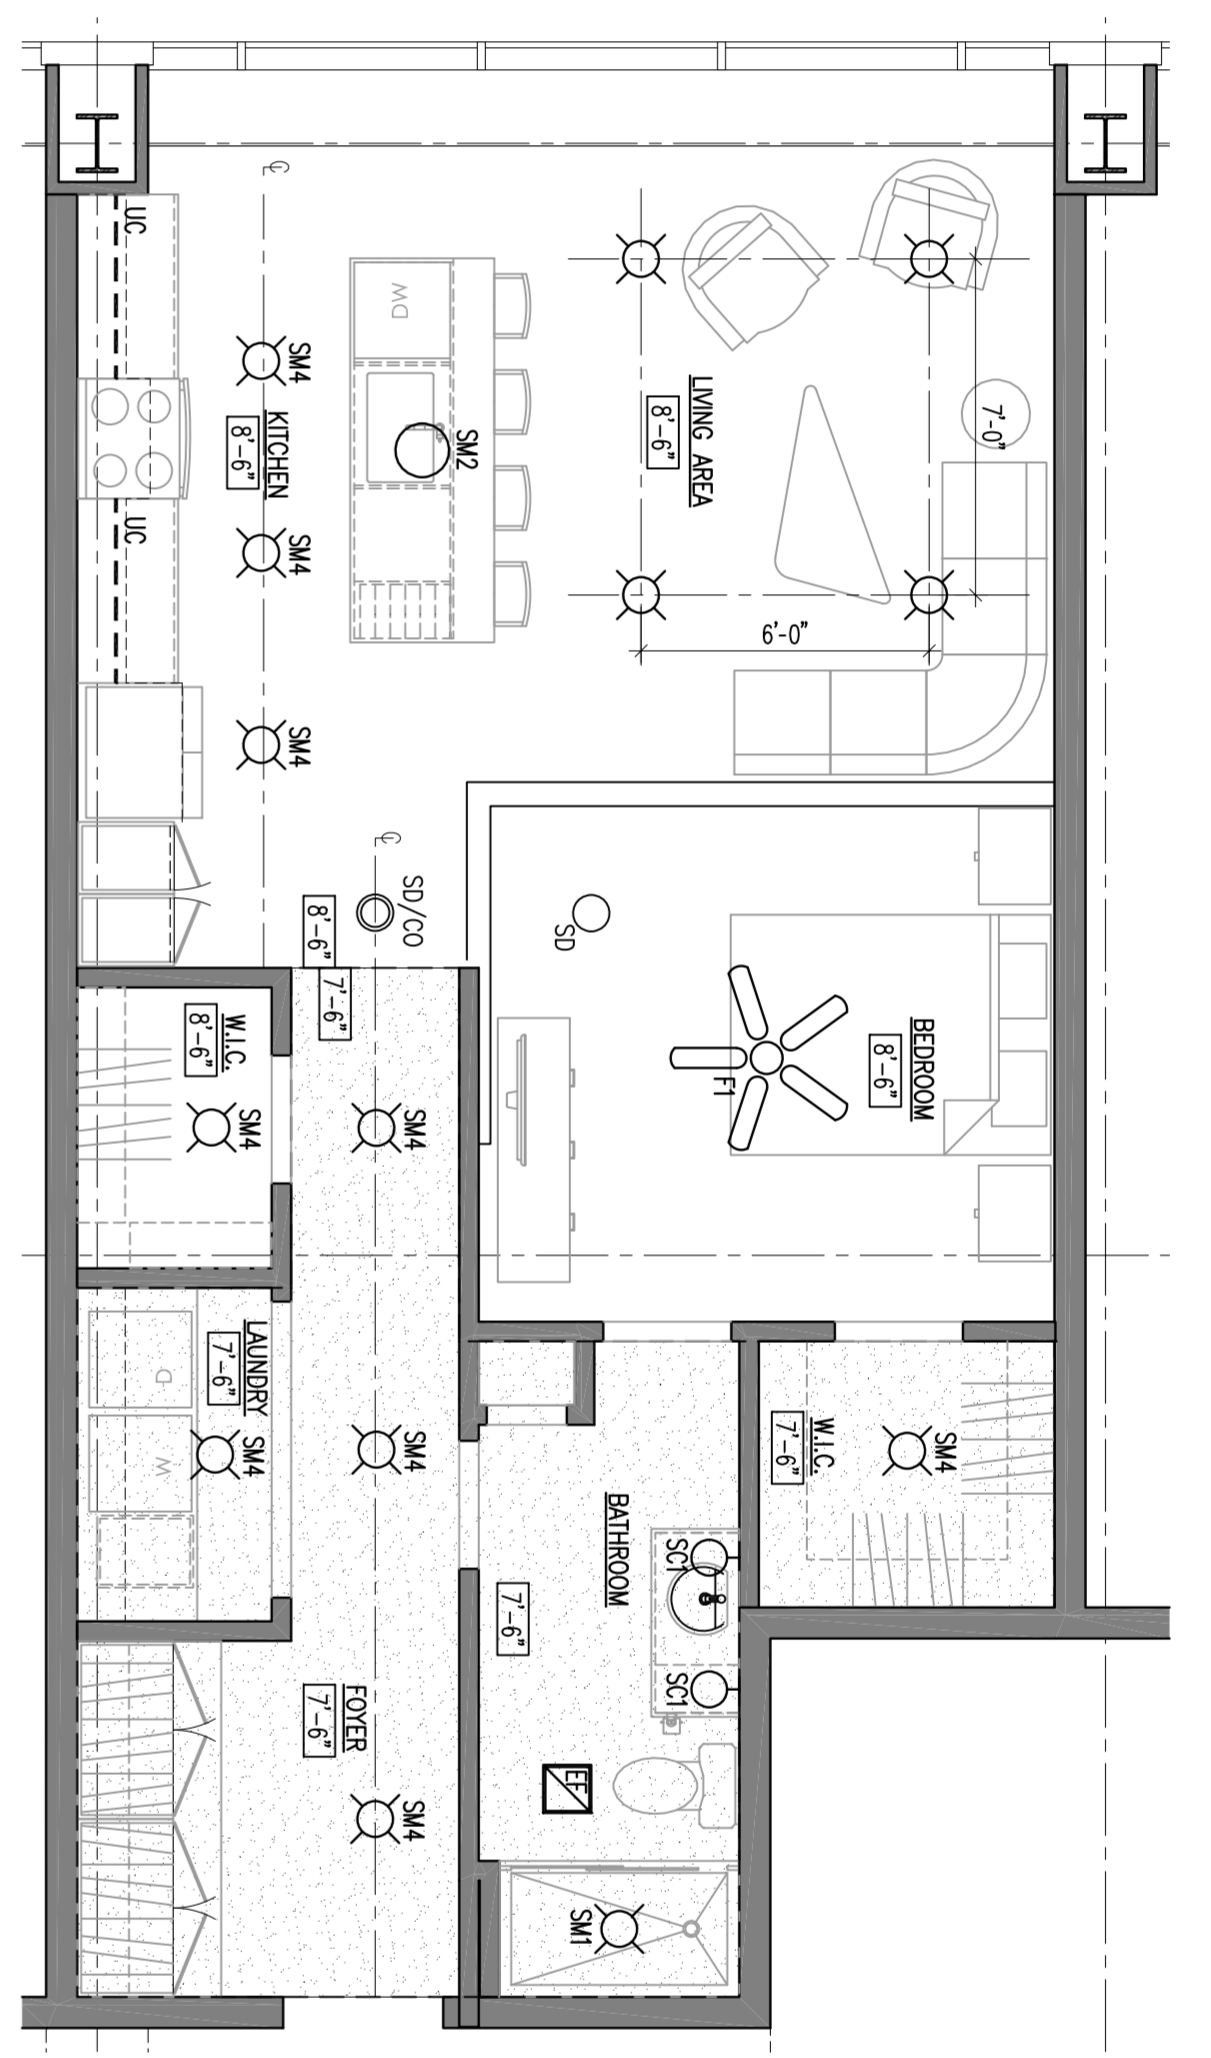 UC
UC
SM4
SM4
SM4
KITCHEN
8'-6"
DW
SM2
LIVING AREA
8'-6"
7'-0"
6'-0"
SD/CO
8'-6"
7'-6"
SD
F1
BEDROOM
8'-6"
W.I.C.
8'-6"
SM4
SM4
LAUNDRY
7'-6"
SM4
D
W
SM4
W.I.C.
7'-6"
SM4
BATHROOM
7'-6"
SC1
SC1
EF
SM1
FOYER
7'-6"
SM4